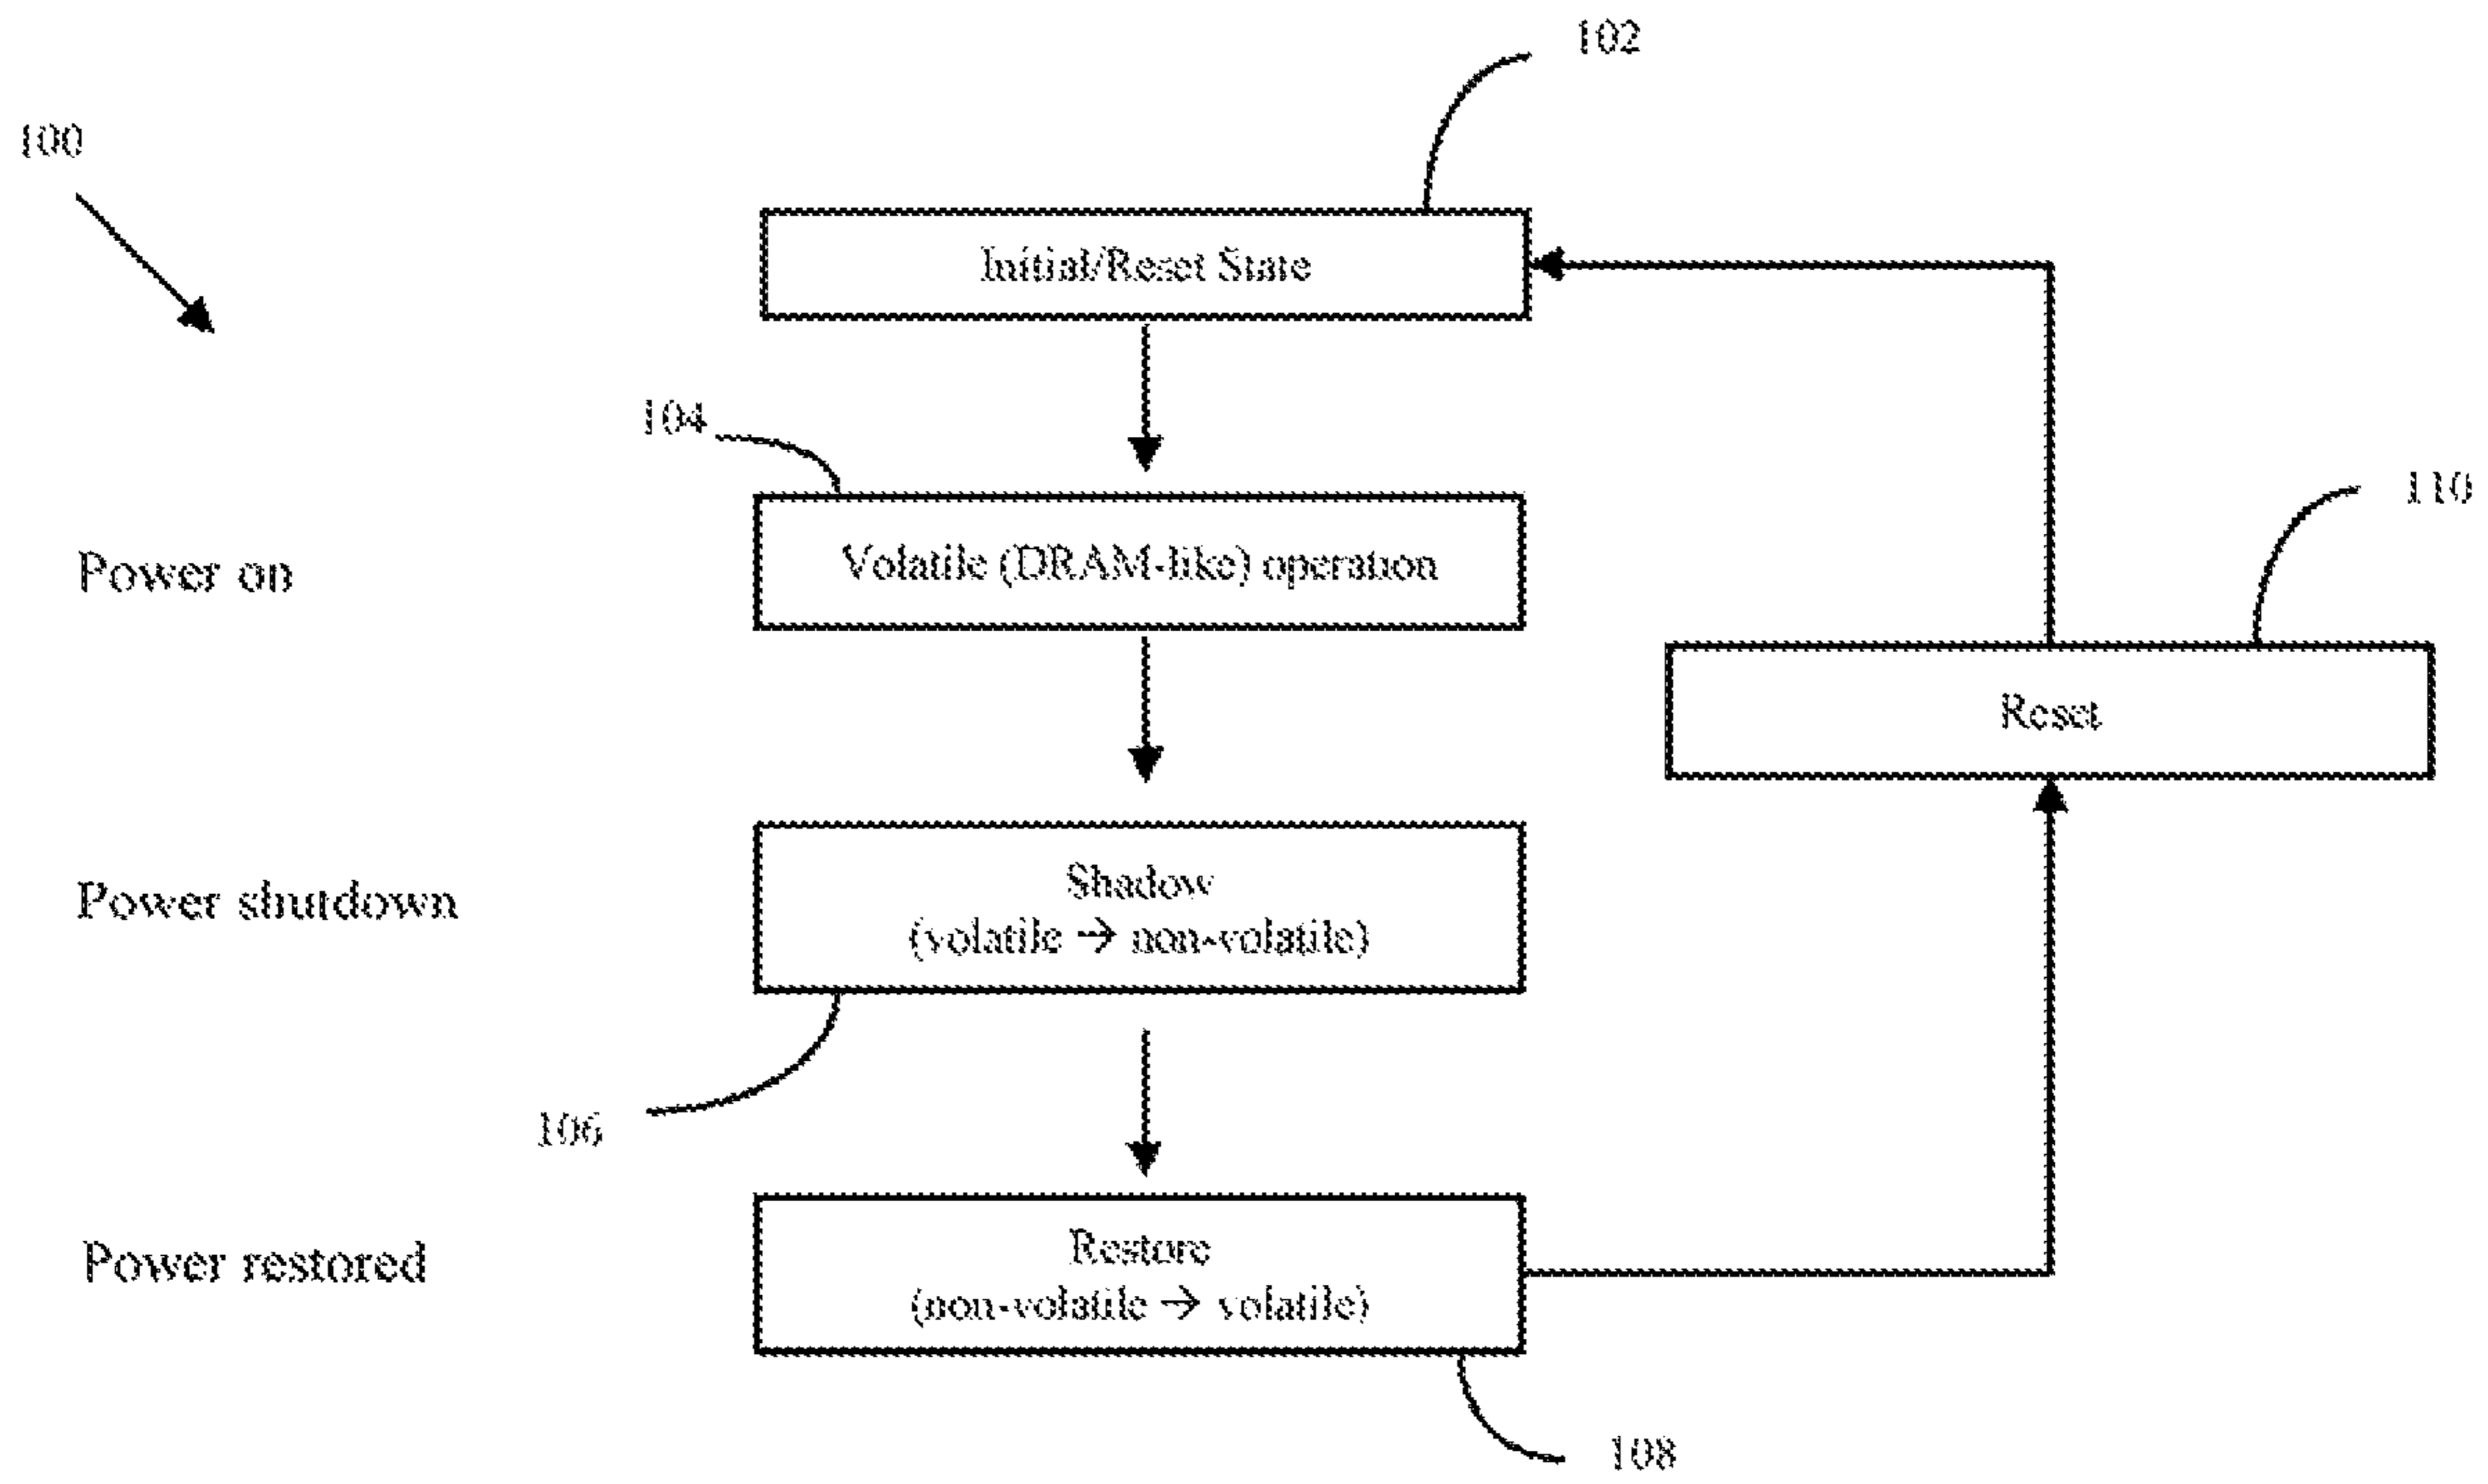 102
100
Initial/Reset State
104
110
Power on
Volatile (DRAM-like) operation
Reset
Power shutdown
Shadow
(volatile → non-volatile)
106
Power restored
Restore
(non-volatile → volatile)
108